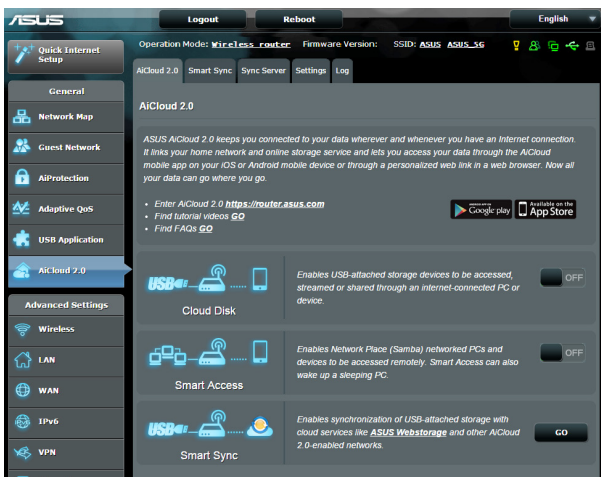 ASUS
Logout
Reboot
English
Quick Internet
Setup
Operation Mode: Wireless router Firmware Version: SSID: ASUS ASUS_5G
AiCloud 2.0
Smart Sync
Sync Server
Settings
Log
General
Network Map
Guest Network
AiProtection
Adaptive QoS
USB Application
AiCloud 2.0
Advanced Settings
Wireless
LAN
WAN
IPv6
VPN
AiCloud 2.0
ASUS AiCloud 2.0 keeps you connected to your data wherever and whenever you have an Internet connection.
It links your home network and online storage service and lets you access your data through the AiCloud
mobile app on your iOS or Android mobile device or through a personalized web link in a web browser. Now all
your data can go where you go.
• Enter AiCloud 2.0 https://router.asus.com
• Find tutorial videos GO
• Find FAQs GO
Google play
Available on the
App Store
USB
Cloud Disk
Enables USB-attached storage devices to be accessed,
streamed or shared through an internet-connected PC or
device.
OFF
Smart Access
Enables Network Place (Samba) networked PCs and
devices to be accessed remotely. Smart Access can also
wake up a sleeping PC.
OFF
USB
Smart Sync
Enables synchronization of USB-attached storage with
cloud services like ASUS Webstorage and other AiCloud
2.0-enabled networks.
GO